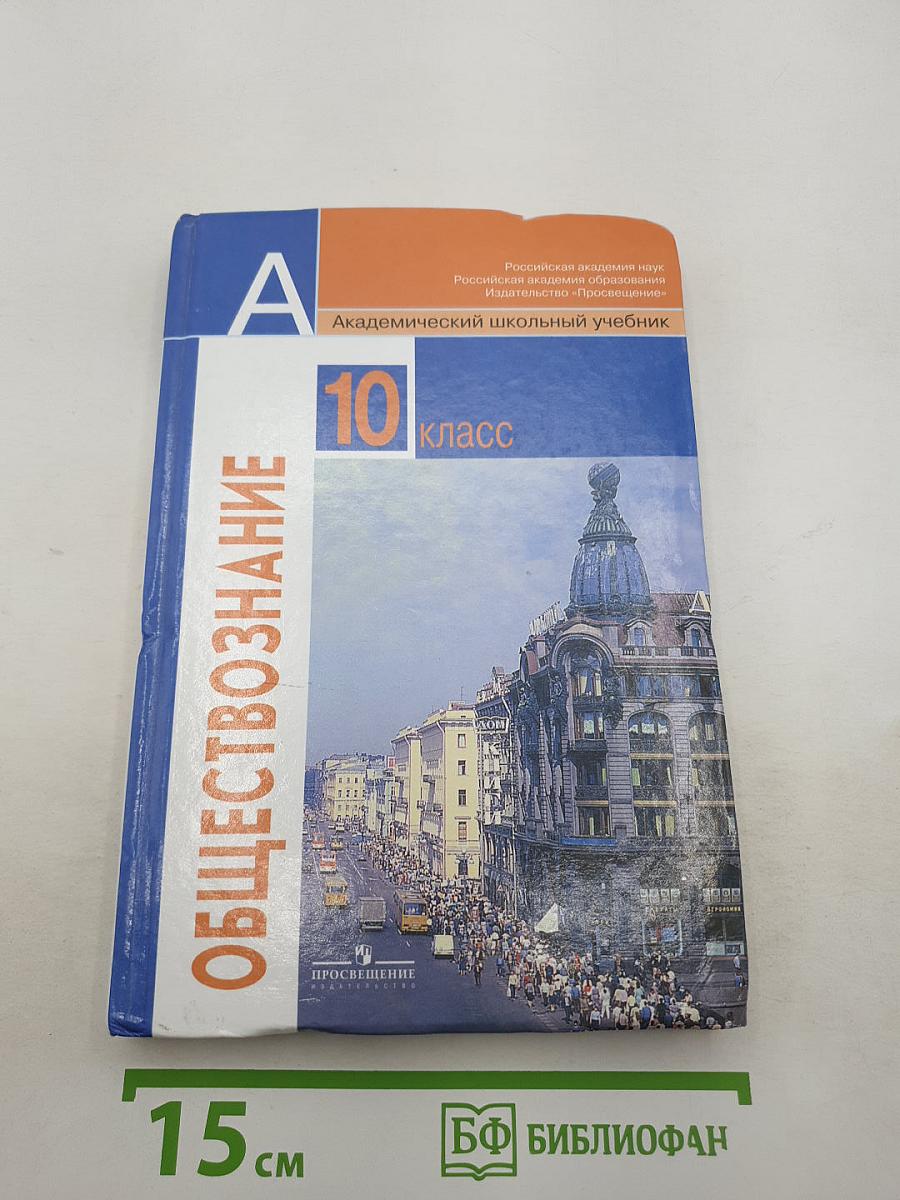 А
Российская академия наук
Российская академия образования
Издательство «Просвещение»
Академический школьный учебник
10
класс
ОБЩЕСТВОЗНАНИЕ
ПРОСВЕЩЕНИЕ
ИЗДАТЕЛЬСТВО
15 см
БФ БИБЛИОФАН